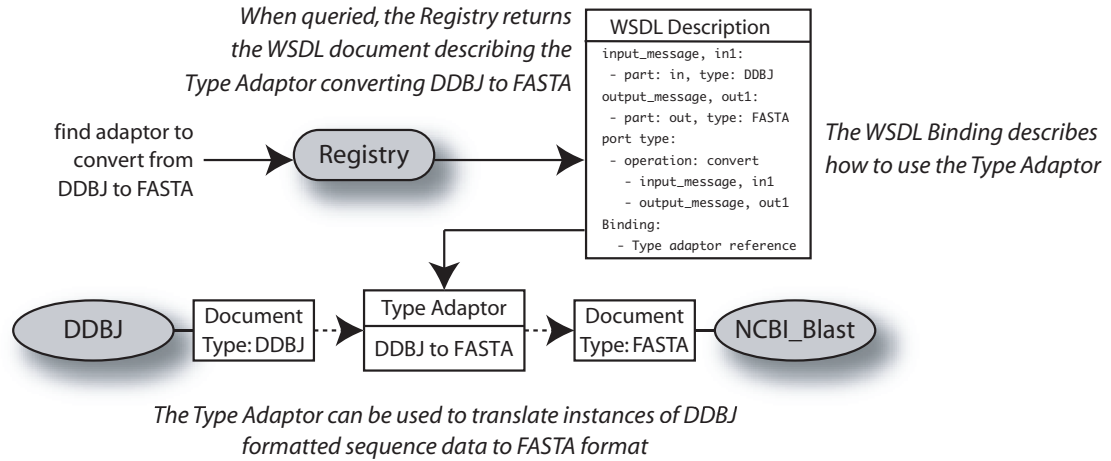 When queried, the Registry returns
the WSDL document describing the
Type Adaptor converting DDBJ to FASTA
WSDL Description
input_message, in1:
- part: in, type: DDBJ
output_message, out1:
- part: out, type: FASTA
port type:
- operation: convert
- input_message, in1
- output_message, out1
Binding:
- Type adaptor reference
find adaptor to
convert from
DDBJ to FASTA
Registry
The WSDL Binding describes
how to use the Type Adaptor
DDBJ
Document
Type: DDBJ
Type Adaptor
DDBJ to FASTA
Document
Type: FASTA
NCBI_Blast
The Type Adaptor can be used to translate instances of DDBJ
formatted sequence data to FASTA format